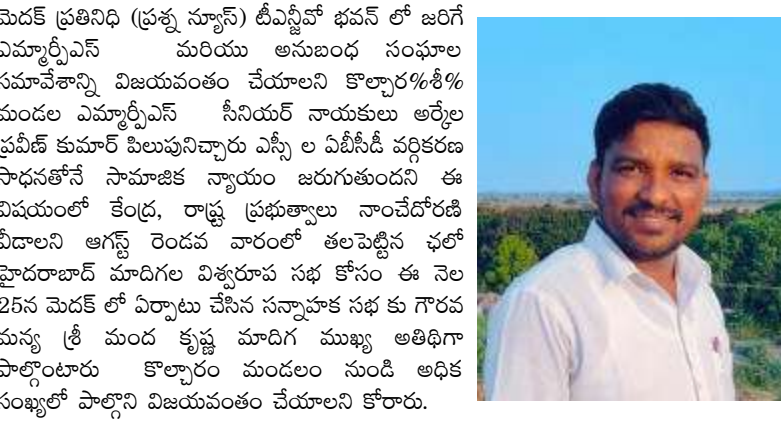 మెదక్ ప్రతినిధి (ప్రశ్న న్యూస్) టీఎన్జీవో భవన్ లో జరిగే
ఎమ్మార్పీఎస్ మరియు అనుబంధ సంఘాల
సమావేశాన్ని విజయవంతం చేయాలని కొల్చార%శీ%
మండల ఎమ్మార్పీఎస్ సీనియర్ నాయకులు అర్కేల
ప్రవీణ్ కుమార్ పిలుపునిచ్చారు ఎస్సీ ల ఏబీసీడీ వర్గికరణ
సాధనతోనే సామాజిక న్యాయం జరుగుతుందని ఈ
విషయంలో కేంద్ర, రాష్ట్ర ప్రభుత్వాలు నాంచేదోరణి
వీడాలని ఆగస్ట్ రెండవ వారంలో తలపెట్టిన ఛలో
హైదరాబాద్ మాదిగల విశ్వరూప సభ కోసం ఈ నెల
25న మెదక్ లో ఏర్పాటు చేసిన సన్నాహక సభ కు గౌరవ
మన్య శ్రీ మంద కృష్ణ మాదిగ ముఖ్య అతిథిగా
పాల్గొంటారు కొల్చారం మండలం నుండి అధిక
సంఖ్యలో పాల్గొని విజయవంతం చేయాలని కోరారు.